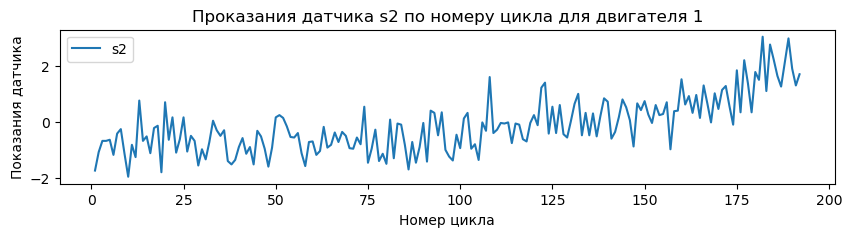 Проказания датчика s2 по номеру цикла для двигателя 1
Показания датчика
s2
2
0
−2
0 25 50 75 100 125 150 175 200
Номер цикла